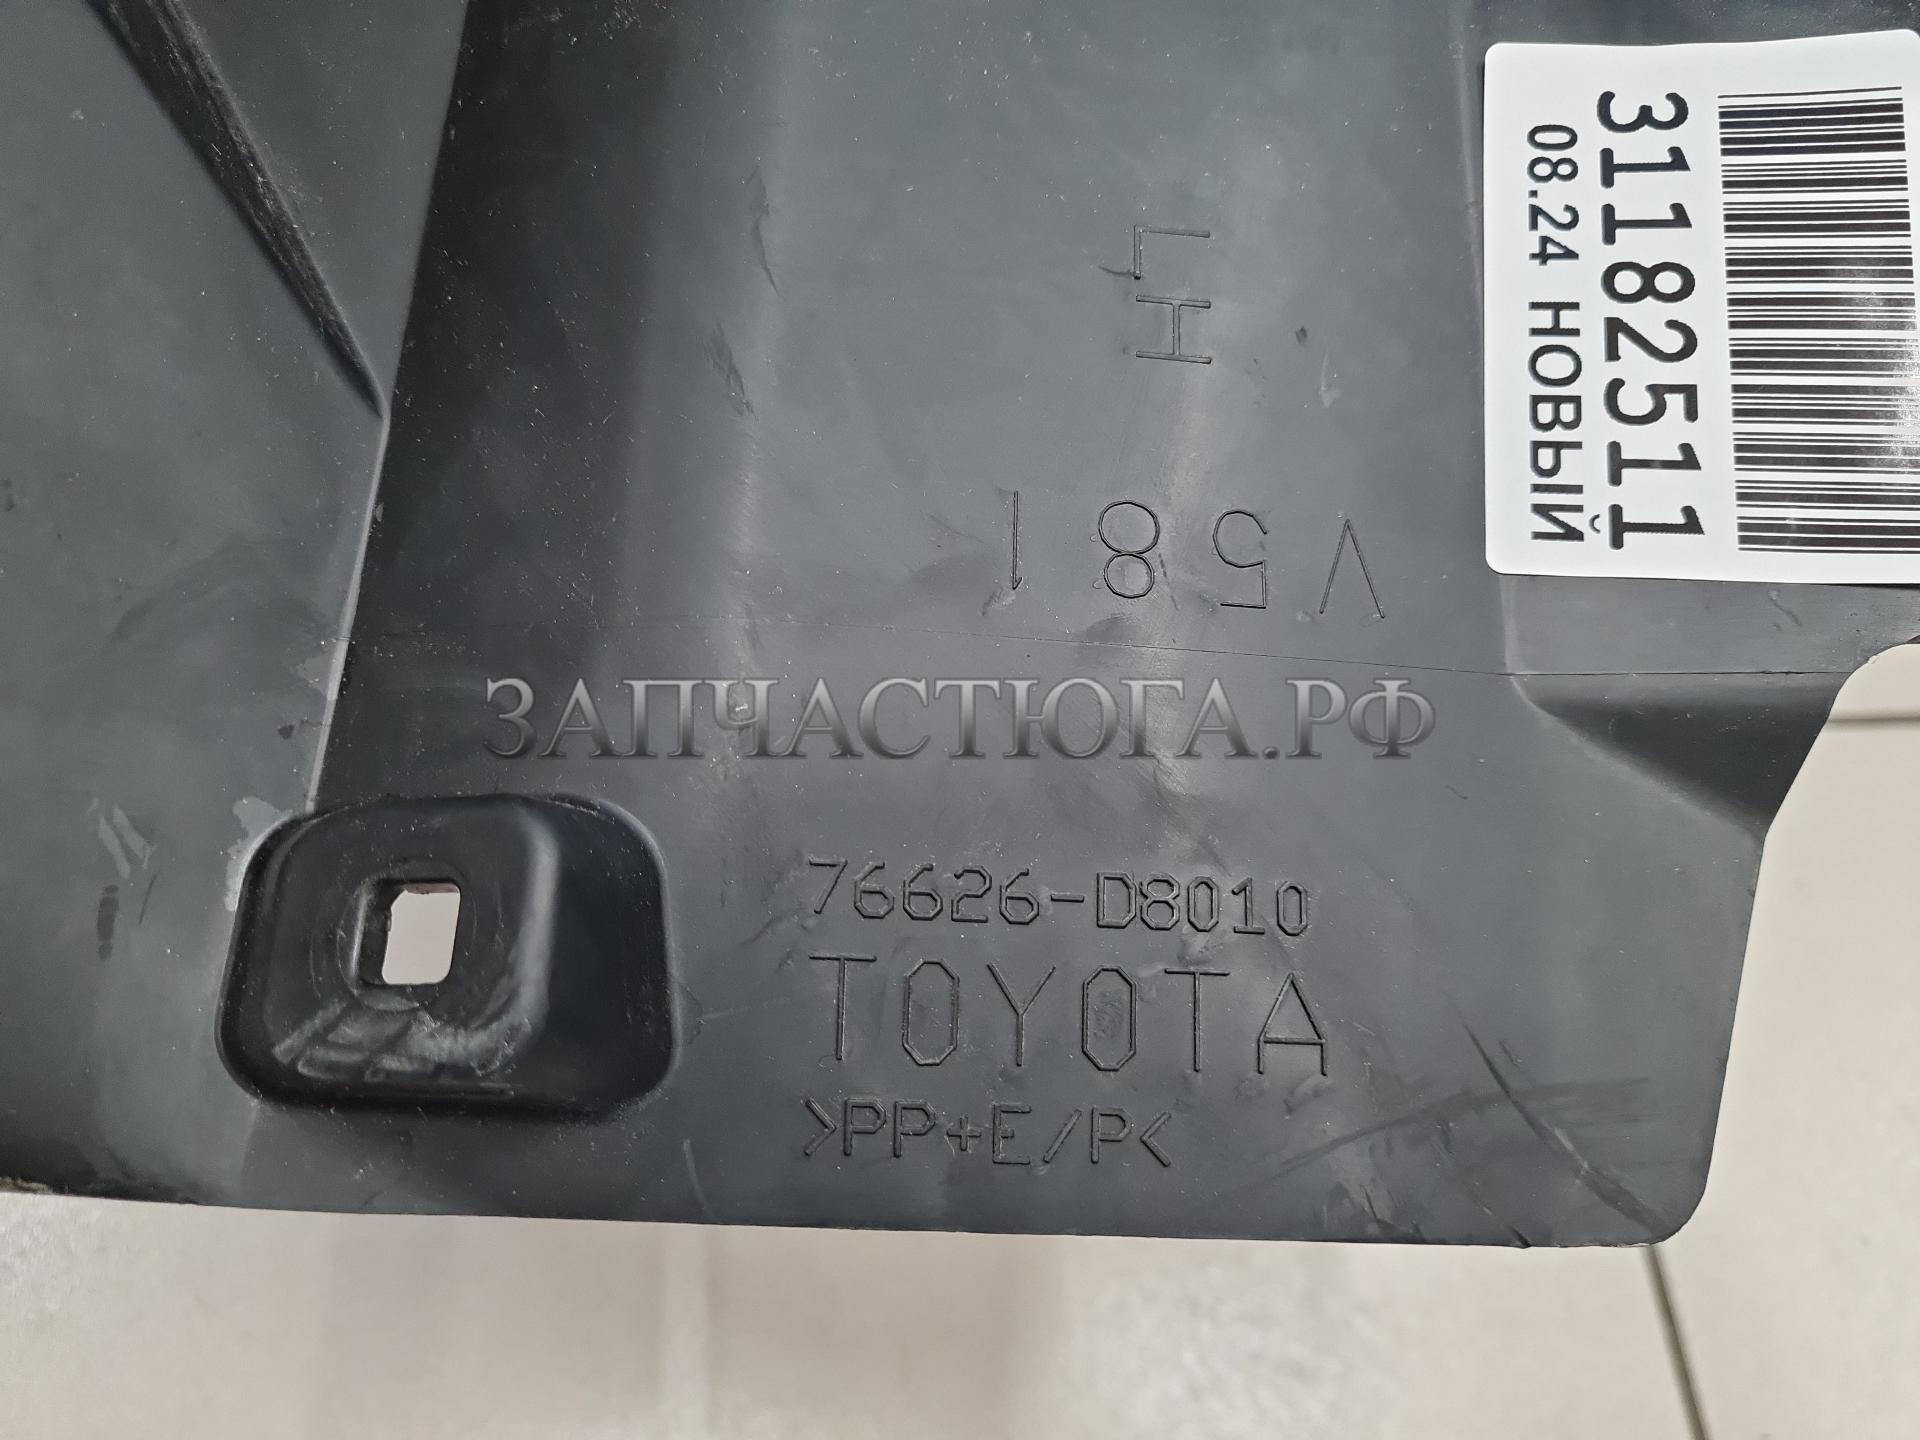 31182511
08.24 НОВЫЙ
LH
V581
ЗАПЧАСТЮГА.РФ
76626-D8010
TOYOTA
>PP+E/P<